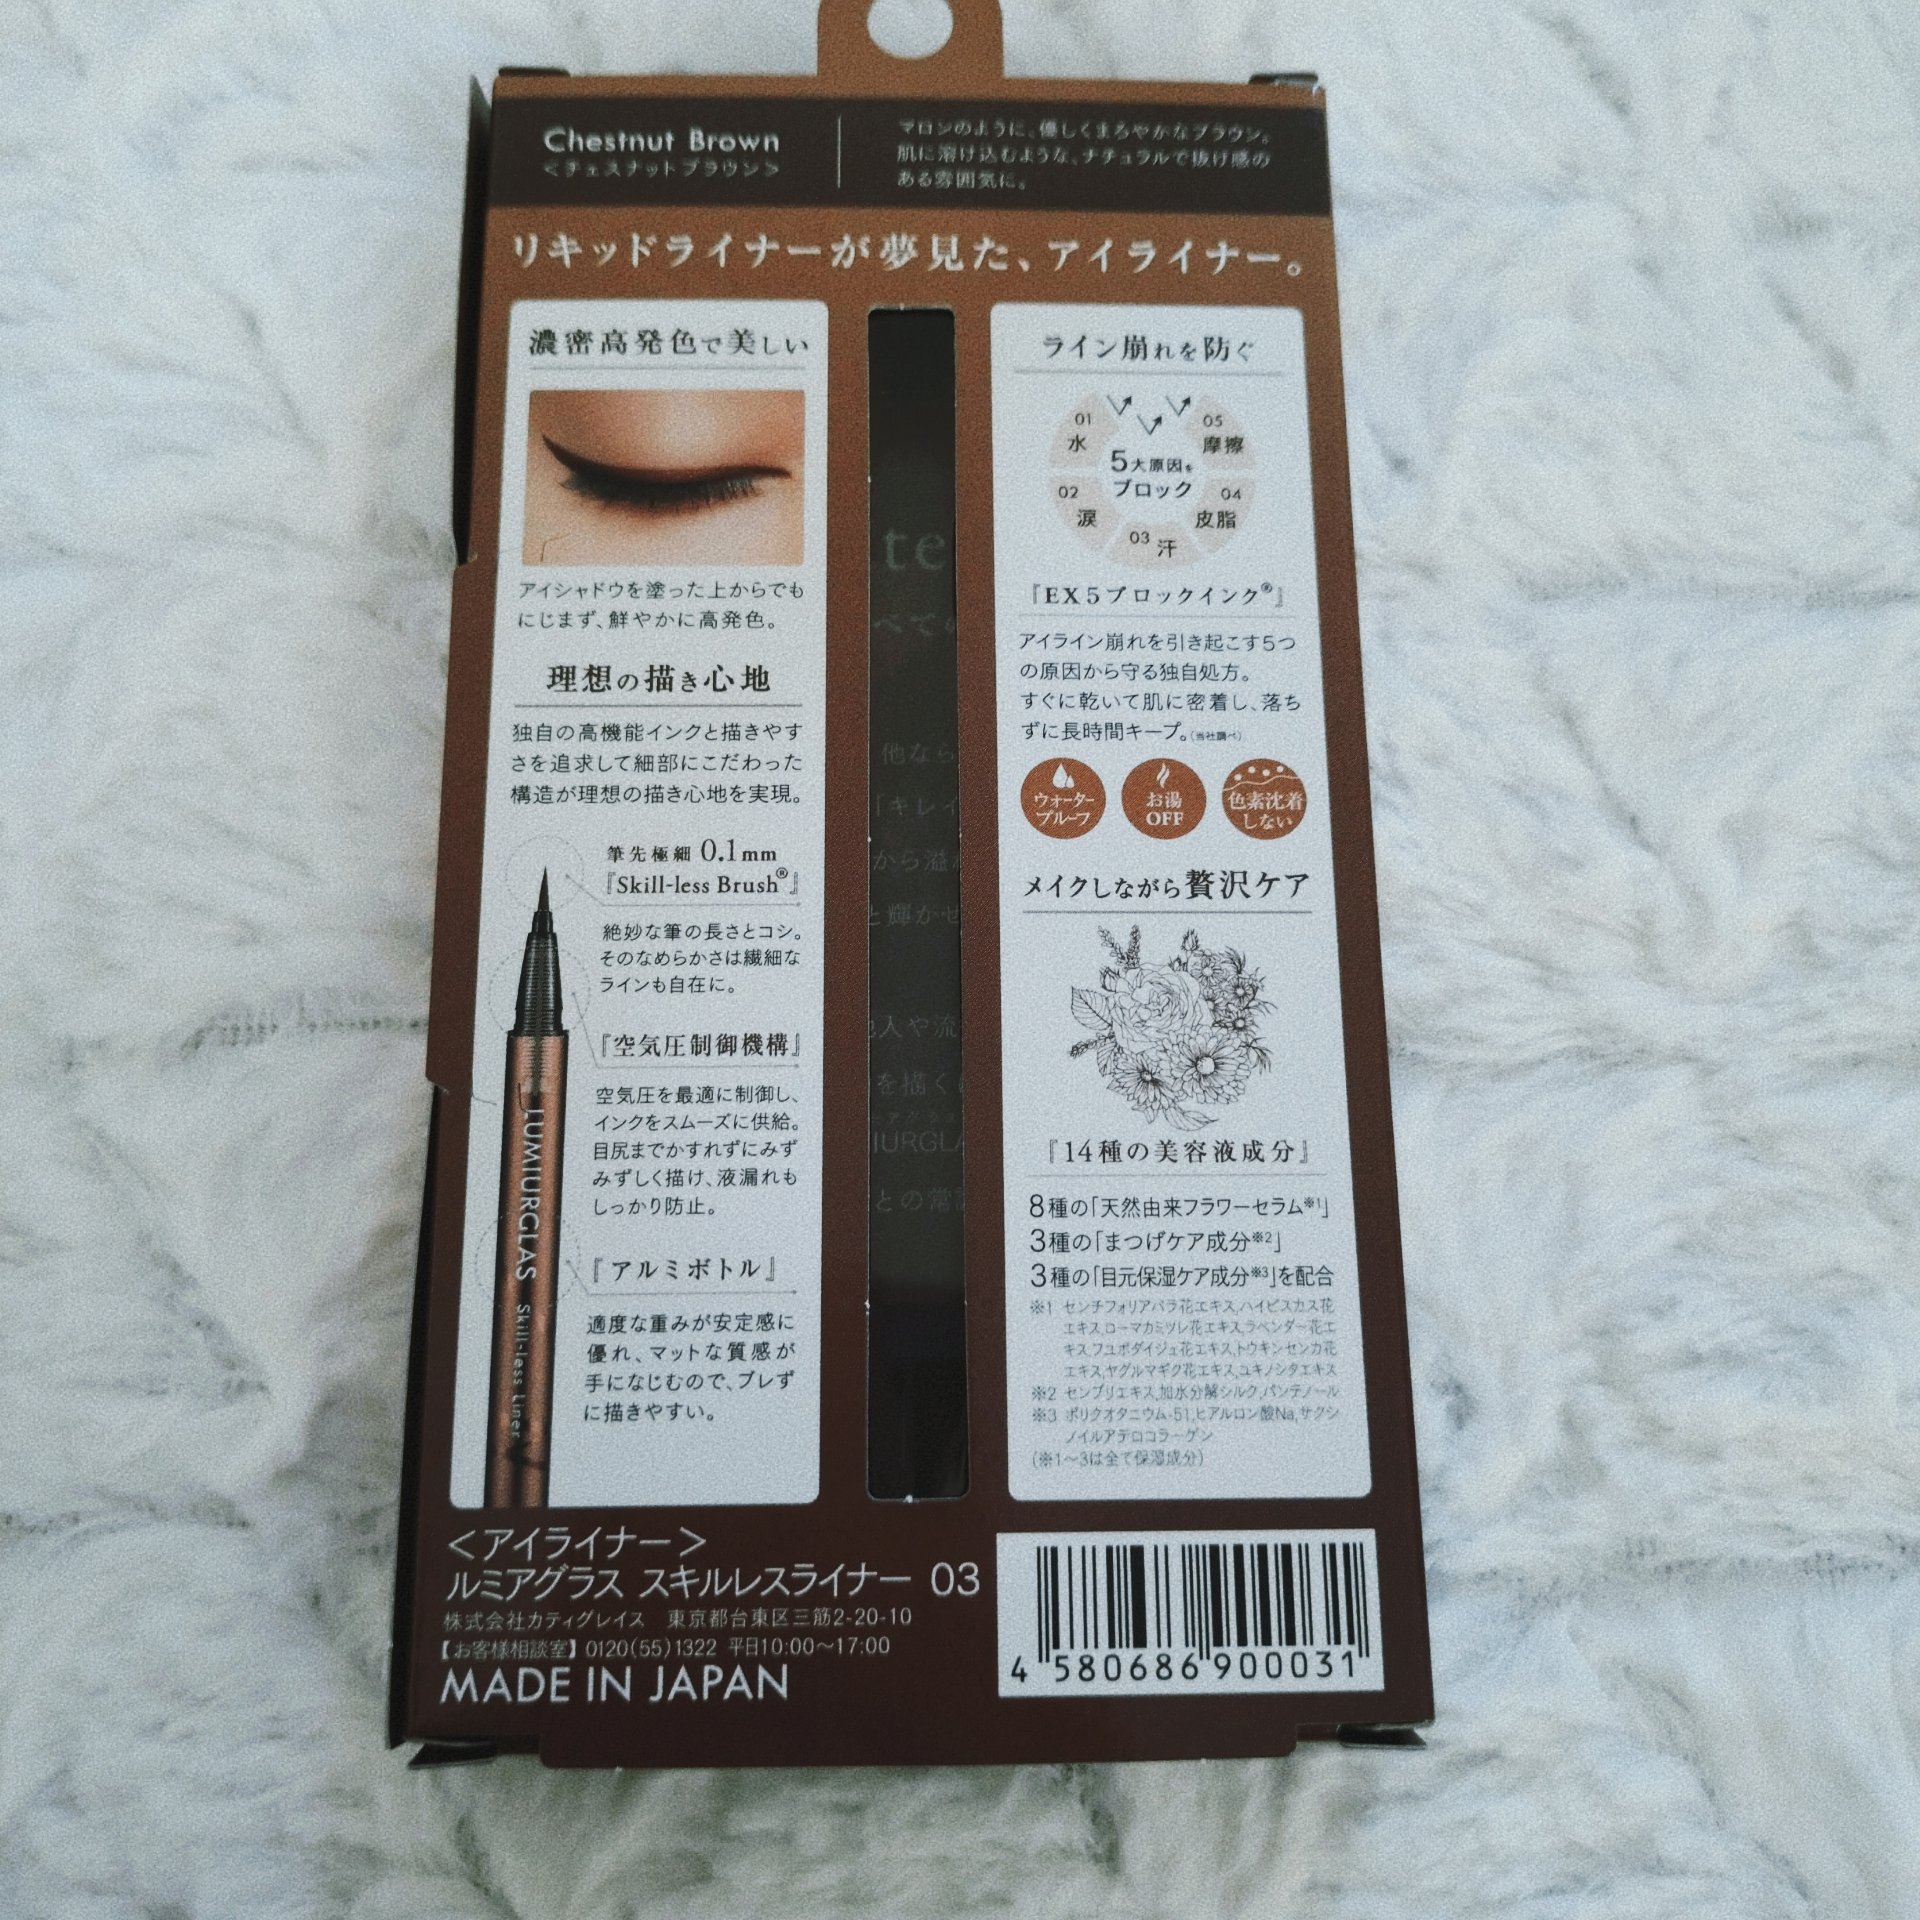 Chestnut Brown
<チェスナットブラウン>
マロンのように、優しくまろやかなブラウン。
肌に溶け込むような、ナチュラルで抜け感の
ある雰囲気に。
リキッドライナーが夢見た、アイライナー。
濃密高発色で美しい
アイシャドウを塗った上からでも
にじまず、鮮やかに高発色。
理想の描き心地
独自の高機能インクと描きやす
さを追求して細部にこだわった
構造が理想の描き心地を実現。
筆先極細 0.1mm
『Skill-less Brush®』
絶妙な筆の長さとコシ。
そのなめらかさは繊細な
ラインも自在に。
『空気圧制御機構』
空気圧を最適に制御し、
インクをスムーズに供給。
目尻までかすれずにみず
みずしく描け、液漏れも
しっかり防止。
『アルミボトル』
適度な重みが安定感に
優れ、マットな質感が
手になじむので、ブレず
に描きやすい。
LUMIURGLAS Skill-less Liner
te
べての
他なら
「キレイ
から溢
と輝かせ
入や流
を描く
IURGLA
との常
ライン崩れを防ぐ
01
水
02
涙
03 汗
04
皮脂
05
摩擦
5大原因を
ブロック
『EX5ブロックインク®』
アイライン崩れを引き起こす5つ
の原因から守る独自処方。
すぐに乾いて肌に密着し、落ち
ずに長時間キープ。(当社調べ)
ウォーター
プルーフ
お湯
OFF
色素沈着
しない
メイクしながら贅沢ケア
『14種の美容液成分』
8種の「天然由来フラワーセラム※1」
3種の「まつげケア成分※2」
3種の「目元保湿ケア成分※3」を配合
※1 センチフォリアバラ花エキス,ハイビスカス花
エキス,ローマカミツレ花エキス,ラベンダー花エ
キス,フユボダイジュ花エキス,トウキンセンカ花
エキス,ヤグルマギク花エキス,ユキノシタエキス
※2 センブリエキス,加水分解シルク,パンテノール
※3 ポリクオタニウム-51,ヒアルロン酸Na,サクシ
ノイルアテロコラーゲン
(※1〜3は全て保湿成分)
<アイライナー>
ルミアグラス スキルレスライナー 03
株式会社カティグレイス 東京都台東区三筋2-20-10
【お客様相談室】0120(55)1322 平日10:00〜17:00
MADE IN JAPAN
4 580686 900031